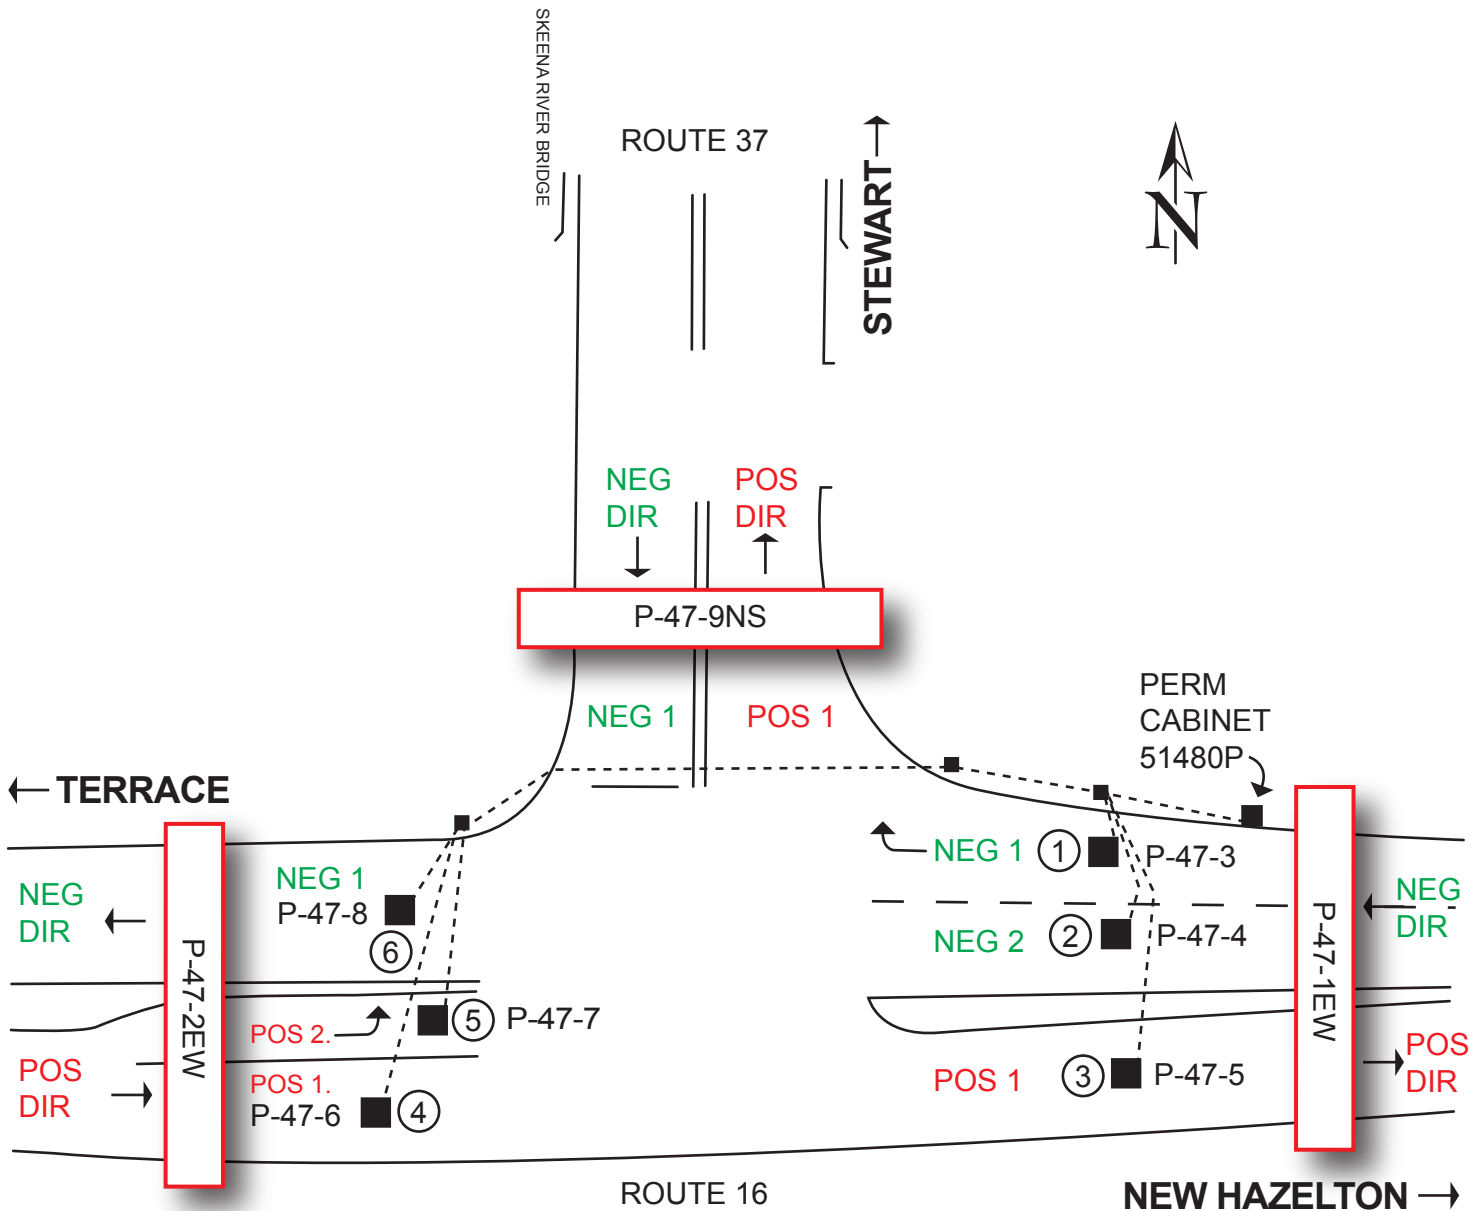 SKEENA RIVER BRIDGE
ROUTE 37
STEWART
N
NEG
DIR
POS
DIR
P-47-9NS
NEG 1
POS 1
PERM
CABINET
51480P
TERRACE
NEG 1
P-47-8
6
NEG
DIR
P-47-2EW
POS 2.
5
P-47-7
POS
DIR
POS 1.
P-47-6
4
NEG 1
1
P-47-3
NEG 2
2
P-47-4
POS 1
3
P-47-5
P-47-1EW
NEG
DIR
POS
DIR
ROUTE 16
NEW HAZELTON